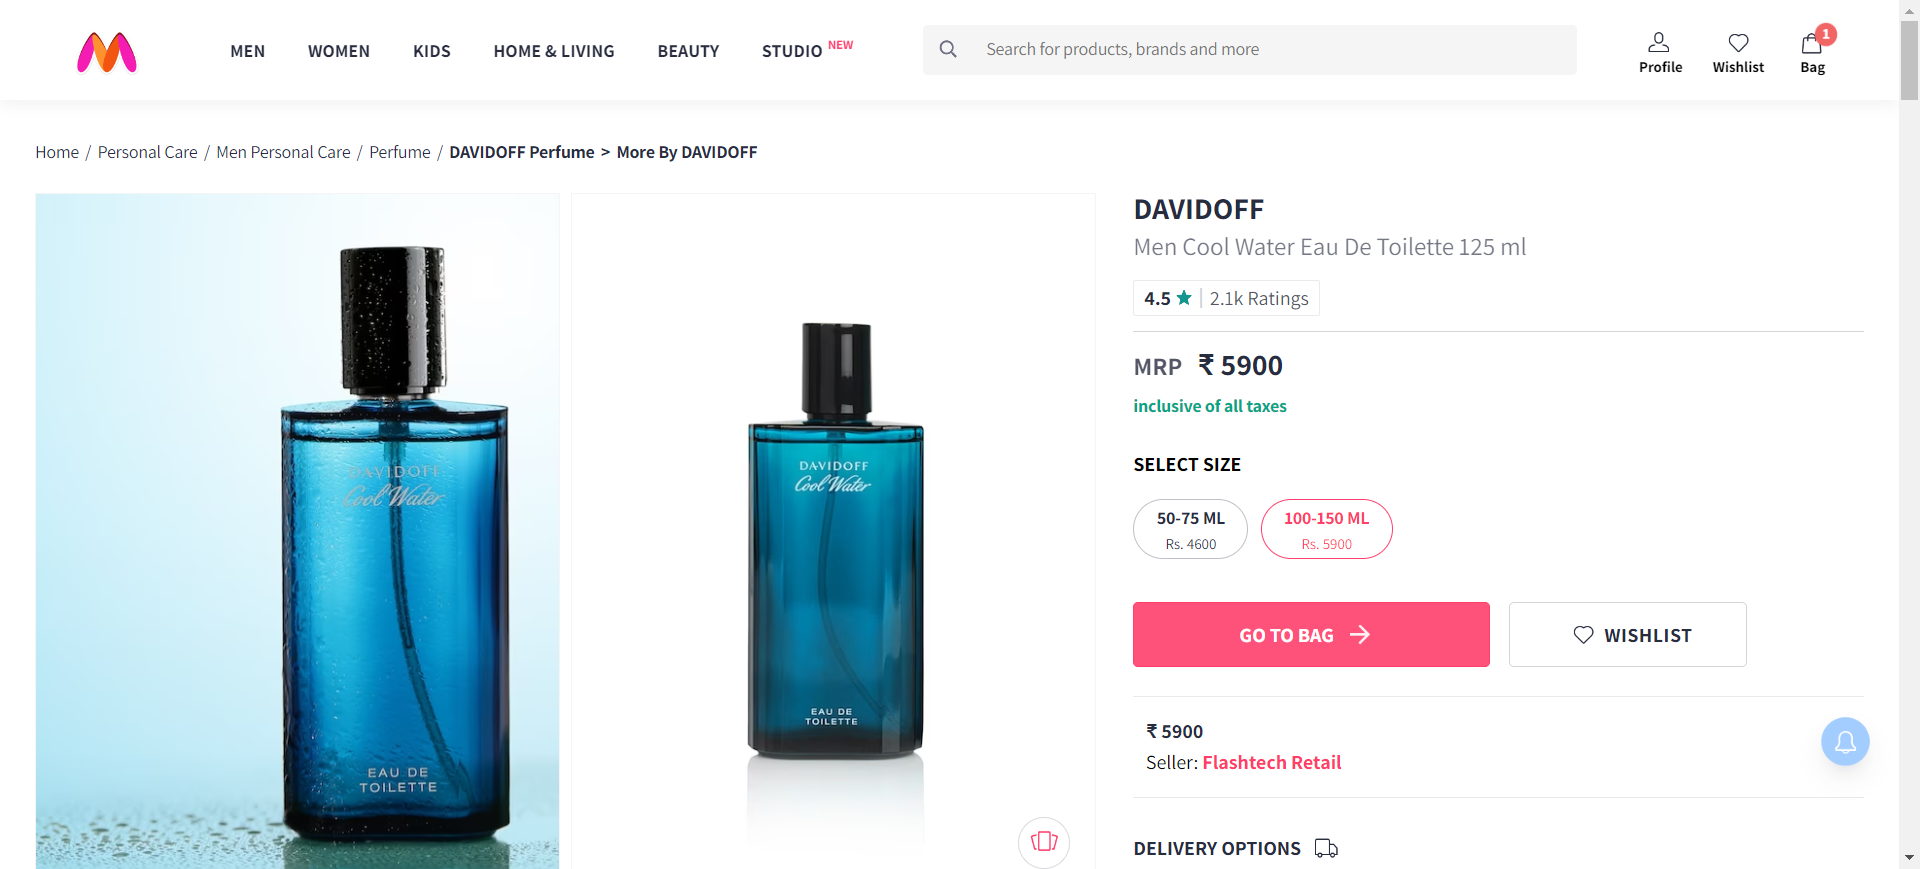 MEN
WOMEN
KIDS
HOME & LIVING
BEAUTY
STUDIO NEW
Search for products, brands and more
Profile
Wishlist
1
Bag
Home / Personal Care / Men Personal Care / Perfume / DAVIDOFF Perfume > More By DAVIDOFF
DAVIDOFF
Cool Water
EAU DE
TOILETTE
DAVIDOFF
Cool Water
EAU DE
TOILETTE
DAVIDOFF
Men Cool Water Eau De Toilette 125 ml
4.5 ★ | 2.1k Ratings
MRP ₹ 5900
inclusive of all taxes
SELECT SIZE
50-75 ML
Rs. 4600
100-150 ML
Rs. 5900
GO TO BAG →
WISHLIST
₹ 5900
Seller: Flashtech Retail
DELIVERY OPTIONS